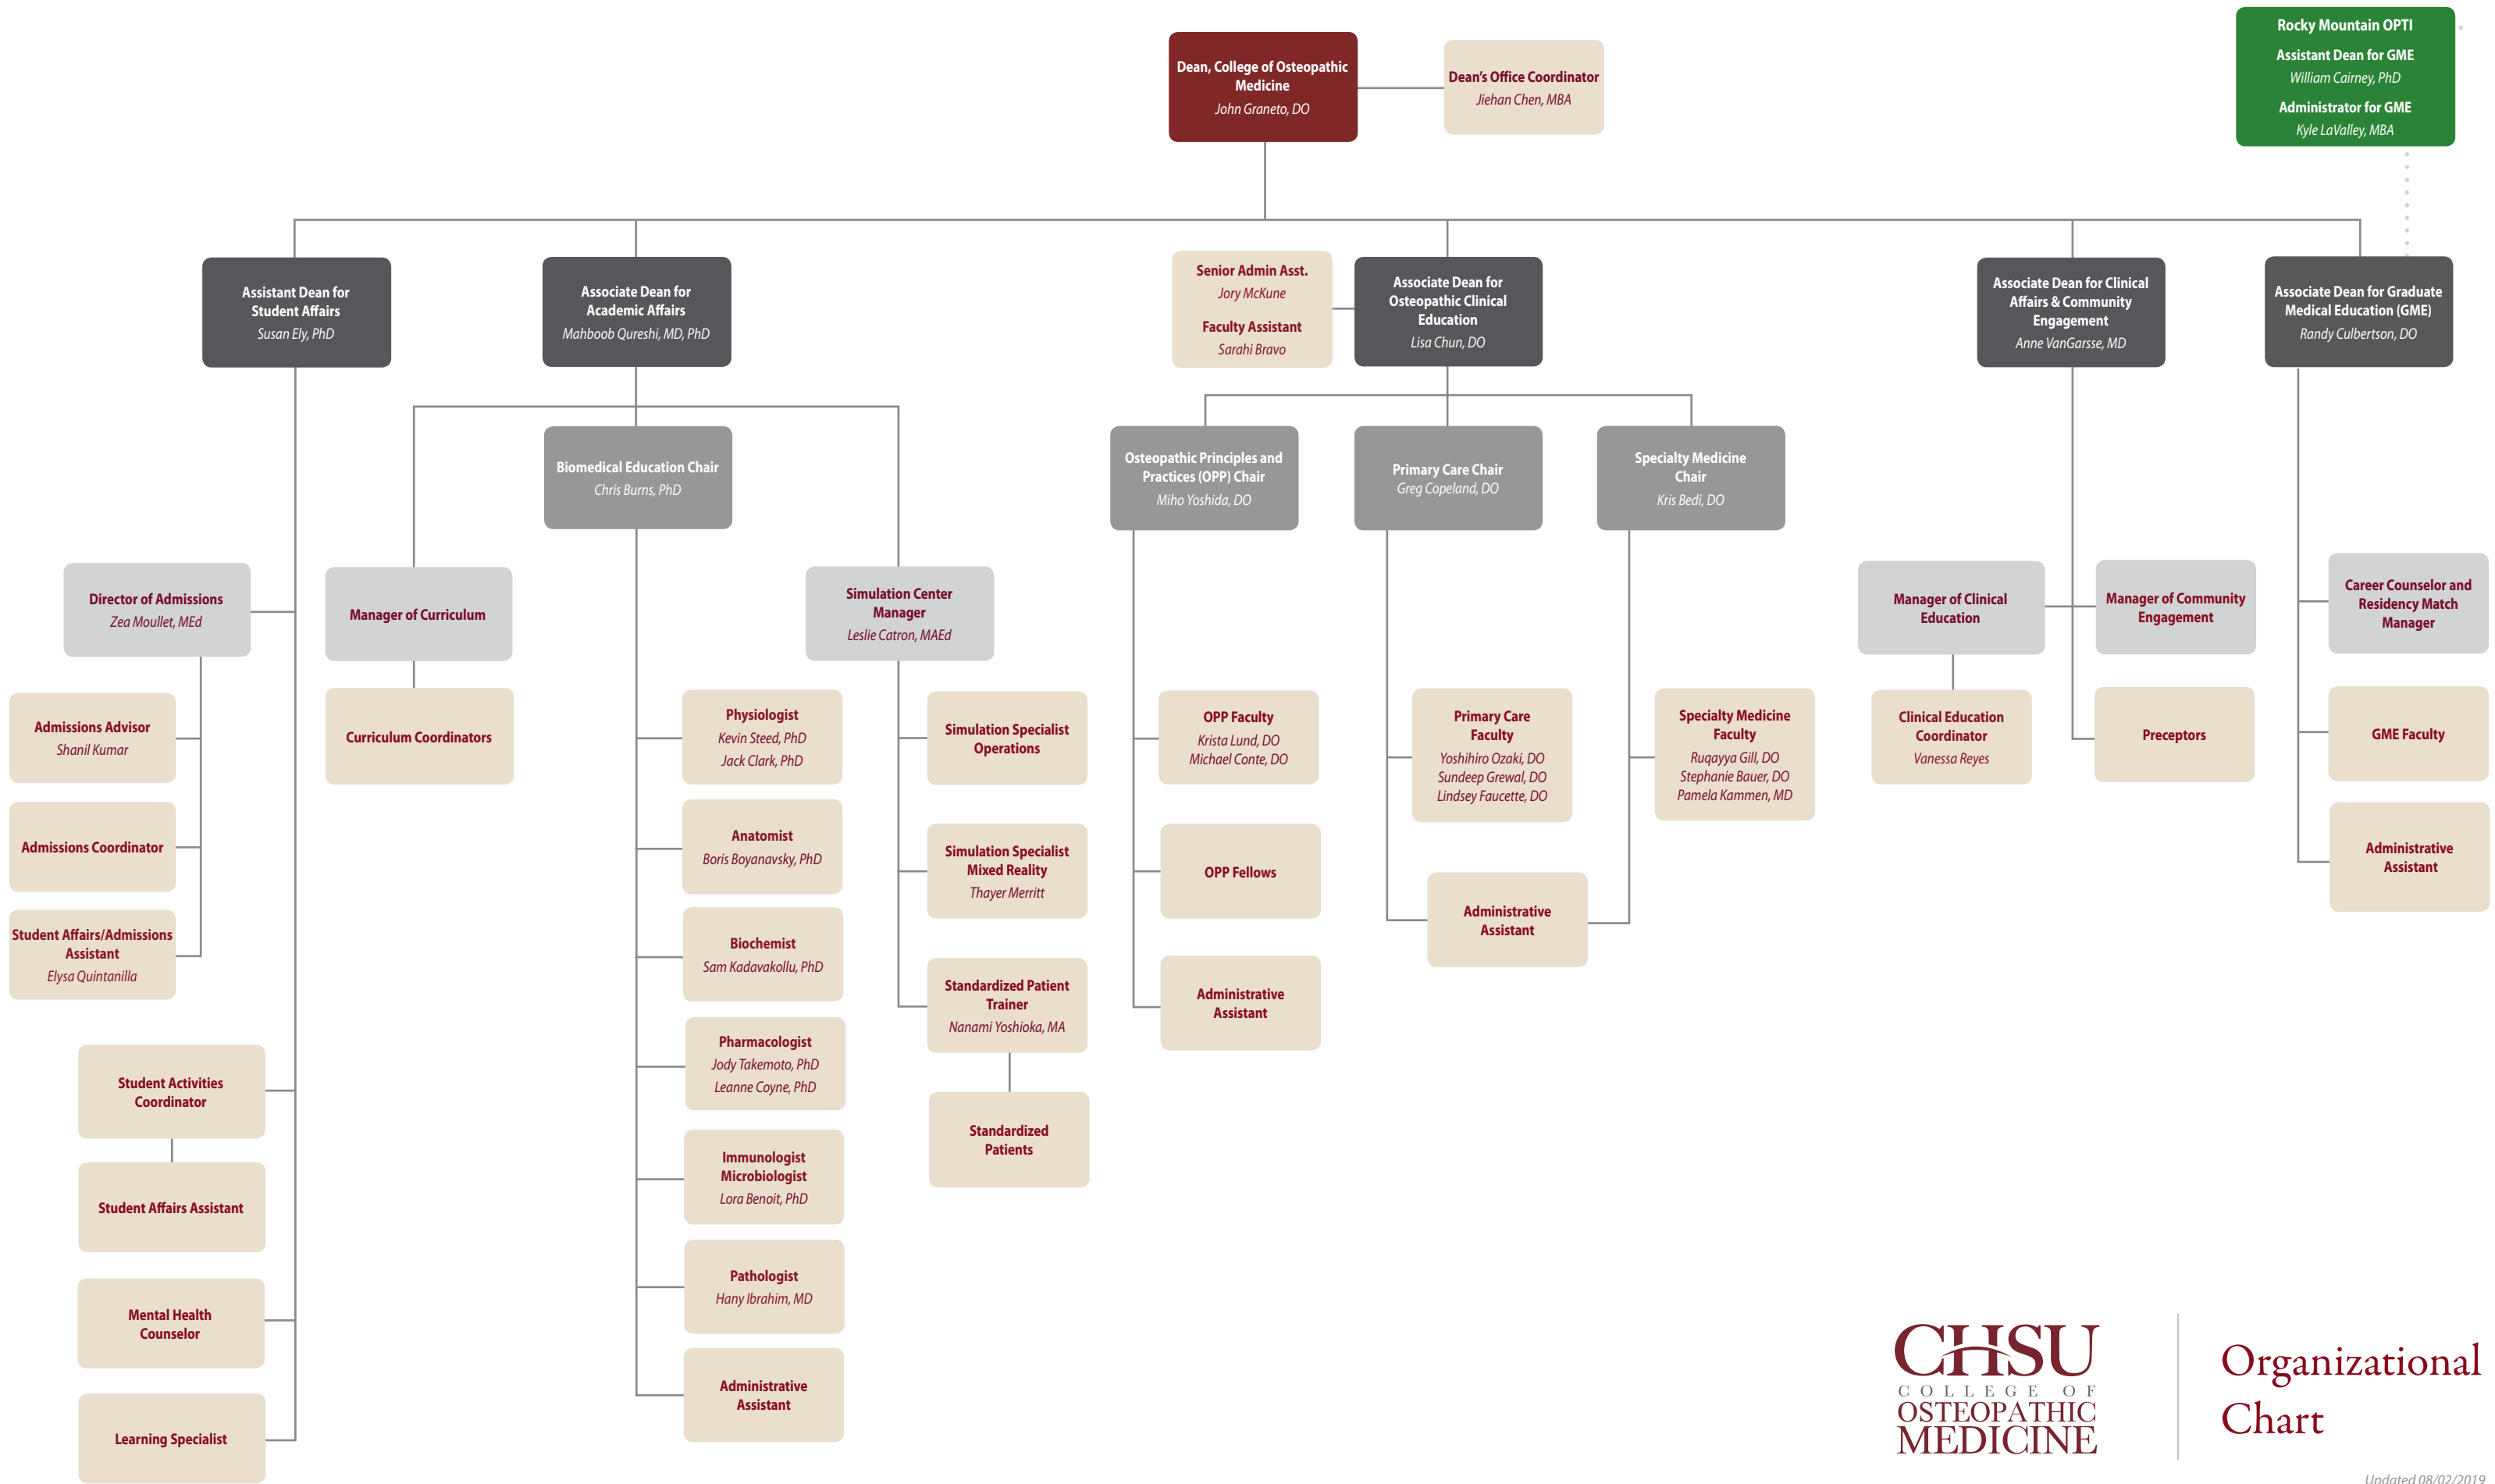 Rocky Mountain OPTI
Assistant Dean for GME
William Cairney, PhD
Administrator for GME
Kyle LaValley, MBA
Dean, College of Osteopathic
Medicine
John Graneto, DO
Dean's Office Coordinator
Jiehan Chen, MBA
Assistant Dean for
Student Affairs
Susan Ely, PhD
Associate Dean for
Academic Affairs
Mahboob Qureshi, MD, PhD
Senior Admin Asst.
Jory McKune
Faculty Assistant
Sarahi Bravo
Associate Dean for
Osteopathic Clinical
Education
Lisa Chun, DO
Associate Dean for Clinical
Affairs & Community
Engagement
Anne VanGarsse, MD
Associate Dean for Graduate
Medical Education (GME)
Randy Culbertson, DO
Biomedical Education Chair
Chris Burns, PhD
Osteopathic Principles and
Practices (OPP) Chair
Miho Yoshida, DO
Primary Care Chair
Greg Copeland, DO
Specialty Medicine
Chair
Kris Bedi, DO
Director of Admissions
Zea Moullet, MEd
Manager of Curriculum
Simulation Center
Manager
Leslie Catron, MAEd
Manager of Clinical
Education
Manager of Community
Engagement
Career Counselor and
Residency Match
Manager
Admissions Advisor
Shanil Kumar
Admissions Coordinator
Student Affairs/Admissions
Assistant
Elysa Quintanilla
Student Activities
Coordinator
Student Affairs Assistant
Mental Health
Counselor
Learning Specialist
Curriculum Coordinators
Physiologist
Kevin Steed, PhD
Jack Clark, PhD
Anatomist
Boris Boyanavsky, PhD
Biochemist
Sam Kadavakollu, PhD
Pharmacologist
Jody Takemoto, PhD
Leanne Coyne, PhD
Immunologist
Microbiologist
Lora Benoit, PhD
Pathologist
Hany Ibrahim, MD
Administrative
Assistant
Simulation Specialist
Operations
Simulation Specialist
Mixed Reality
Thayer Merritt
Standardized Patient
Trainer
Nanami Yoshioka, MA
Standardized
Patients
OPP Faculty
Krista Lund, DO
Michael Conte, DO
OPP Fellows
Administrative
Assistant
Primary Care
Faculty
Yoshihiro Ozaki, DO
Sundeep Grewal, DO
Lindsey Faucette, DO
Administrative
Assistant
Specialty Medicine
Faculty
Ruqayya Gill, DO
Stephanie Bauer, DO
Pamela Kammen, MD
Clinical Education
Coordinator
Vanessa Reyes
Preceptors
GME Faculty
Administrative
Assistant
CHSU
COLLEGE OF
OSTEOPATHIC
MEDICINE
Organizational
Chart
Updated 08/02/2019